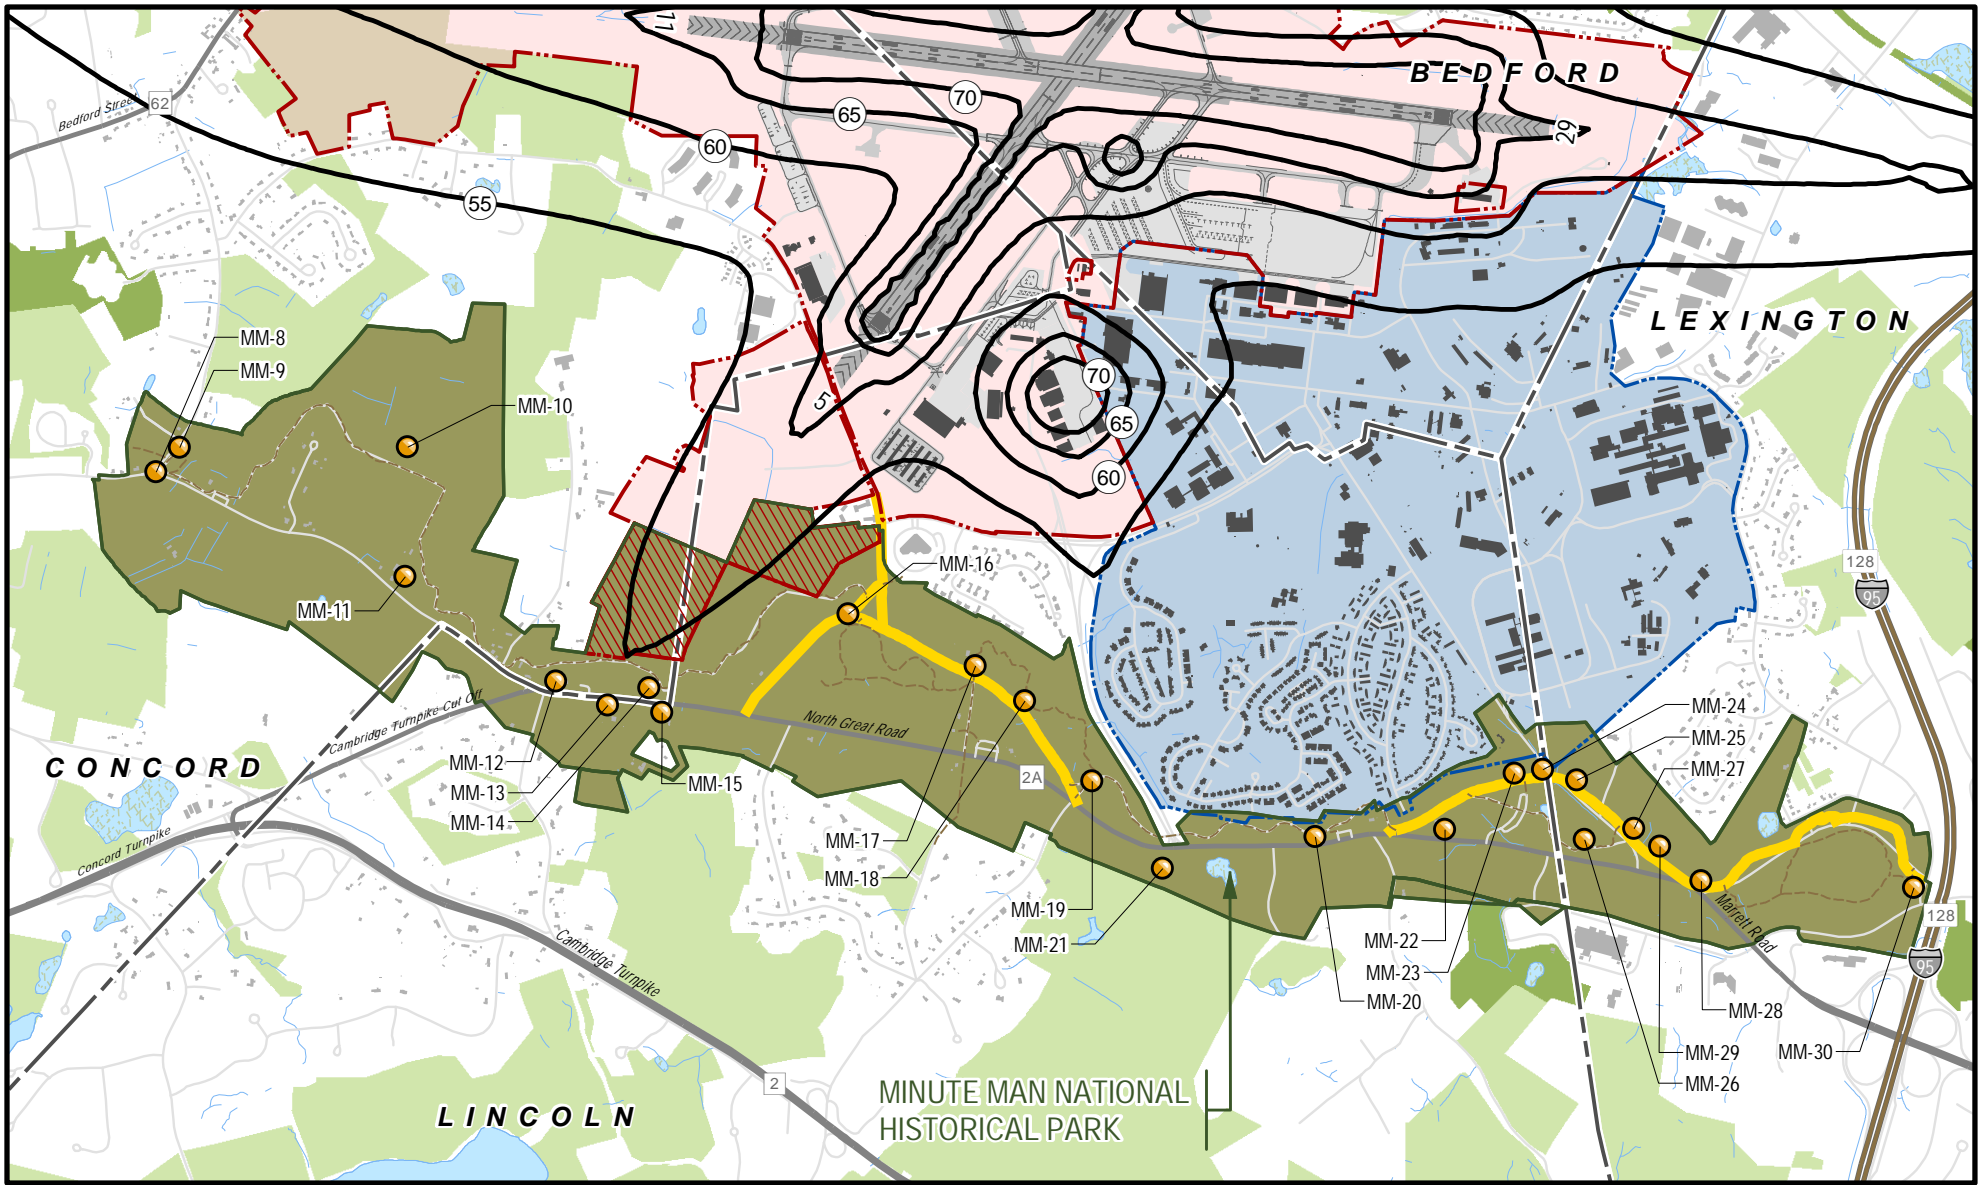 11
BEDFORD
70
65
62
Bedford Street
29
60
55
LEXINGTON
MM-8
MM-9
70
5
MM-10
65
60
128
95
MM-16
MM-11
MM-24
Cambridge Turnpike Cut Off
North Great Road
MM-25
CONCORD
MM-12
MM-27
2A
MM-15
MM-13
MM-14
Concord Turnpike
MM-17
MM-18
MM-19
Marrett Road
128
MM-21
MM-22
Cambridge Turnpike
95
MM-23
MM-20
MM-28
MM-29
MM-30
2
MM-26
MINUTE MAN NATIONAL
HISTORICAL PARK
LINCOLN